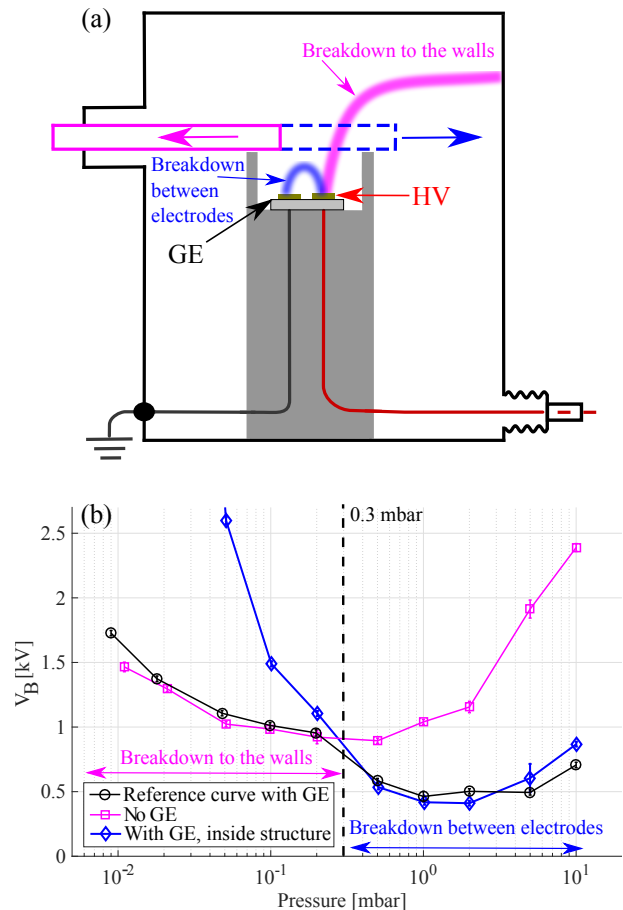 (a)
Breakdown to the walls
Breakdown
between
electrodes
HV
GE
(b)
0.3 mbar
2.5
2
1.5
1
0.5
0
V_B [kV]
Breakdown to the walls
Reference curve with GE
No GE
With GE, inside structure
Breakdown between electrodes
10^-2
10^-1
10^0
10^1
Pressure [mbar]